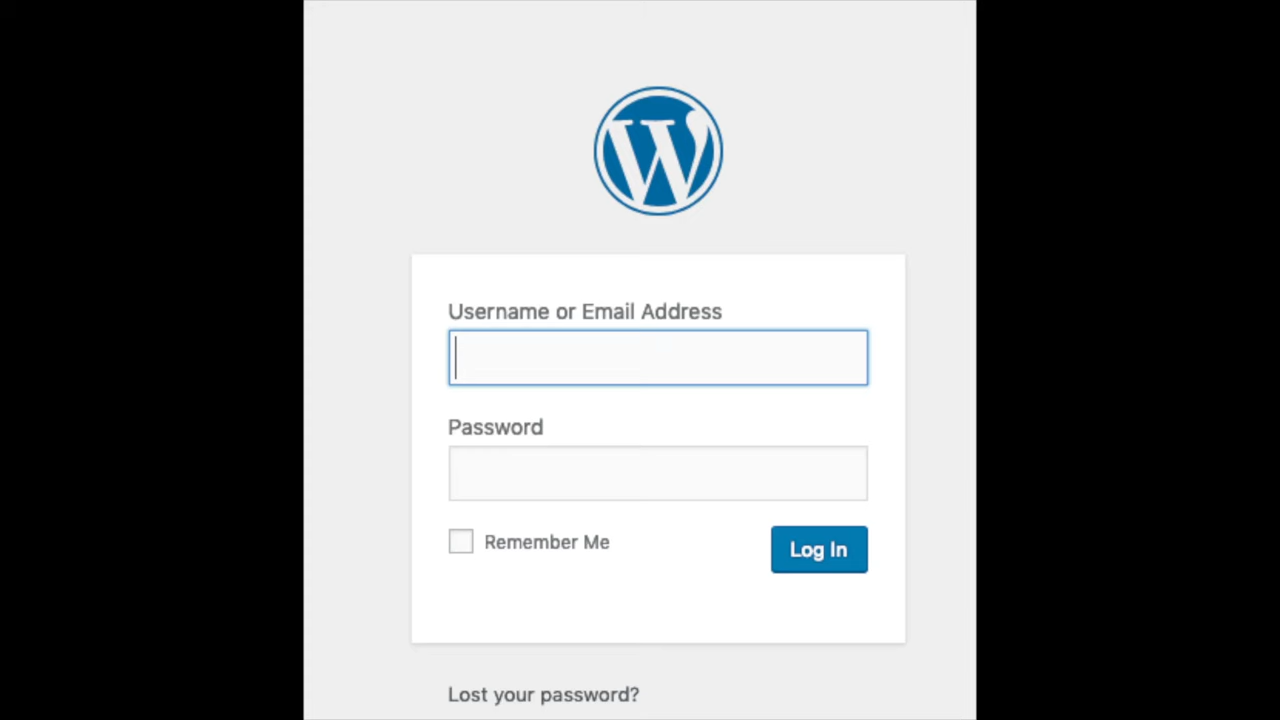 Username or Email Address
Password
Remember Me
Log In
Lost your password?